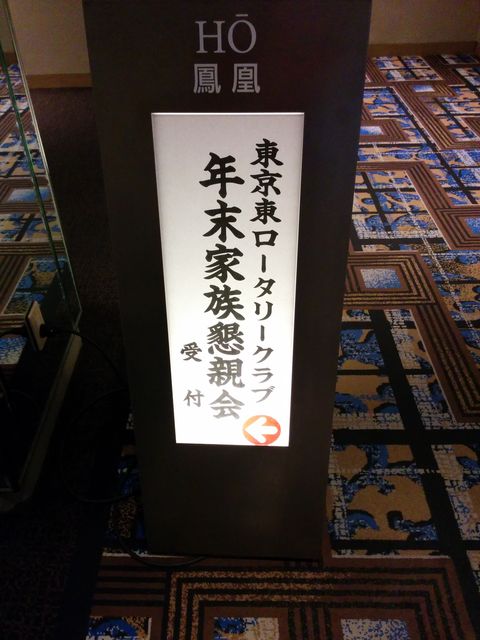 HŌ
鳳凰
東京東ロータリークラブ
年末家族懇親会
受付